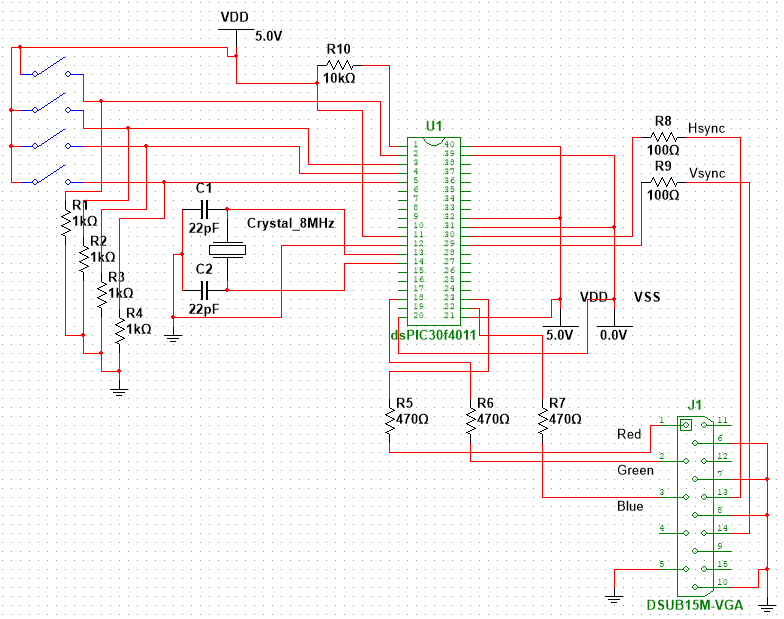 VDD
5.0V
R10
10kΩ
U1
R8
Hsync
100Ω
R9
Vsync
100Ω
1
2
3
4
5
6
7
8
9
10
11
12
13
14
15
16
17
18
19
20
40
39
38
37
36
35
34
33
32
31
30
29
28
27
26
25
24
23
22
21
dsPIC30f4011
C1
22pF
Crystal_8MHz
C2
22pF
R1
1kΩ
R2
1kΩ
R3
1kΩ
R4
1kΩ
VDD
5.0V
VSS
0.0V
R5
470Ω
R6
470Ω
R7
470Ω
J1
Red
Green
Blue
1
2
3
4
5
11
6
12
7
13
8
14
9
15
10
DSUB15M-VGA